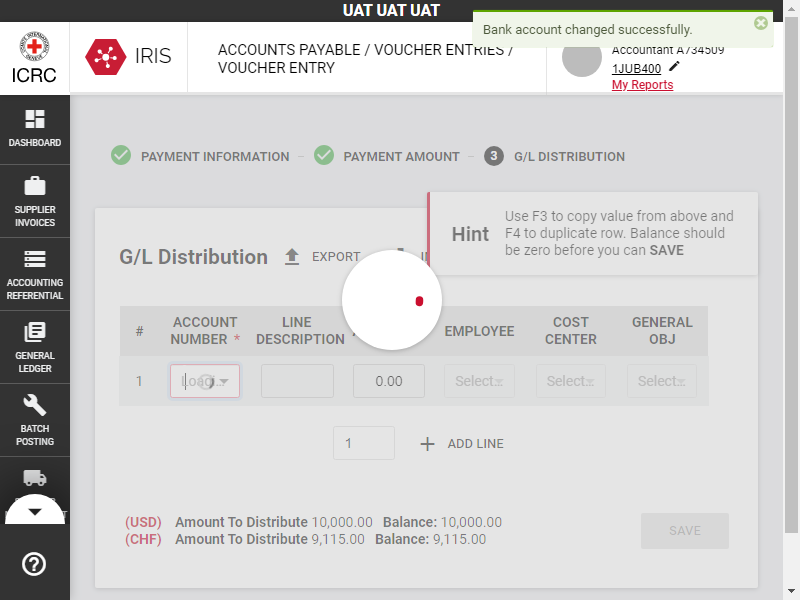 UAT UAT UAT
Bank account changed successfully.
ICRC
IRIS
ACCOUNTS PAYABLE / VOUCHER ENTRIES /
VOUCHER ENTRY
Accountant A734509
1JUB400
My Reports
DASHBOARD
SUPPLIER
INVOICES
ACCOUNTING
REFERENTIAL
GENERAL
LEDGER
BATCH
POSTING
PAYMENT INFORMATION
PAYMENT AMOUNT
3 G/L DISTRIBUTION
Hint
Use F3 to copy value from above and
F4 to duplicate row. Balance should
be zero before you can SAVE
G/L Distribution
EXPORT
# ACCOUNT NUMBER * LINE DESCRIPTION EMPLOYEE COST CENTER GENERAL OBJ
1 0.00 Select... Select... Select...
1 ADD LINE
(USD) Amount To Distribute 10,000.00 Balance: 10,000.00
(CHF) Amount To Distribute 9,115.00 Balance: 9,115.00
SAVE